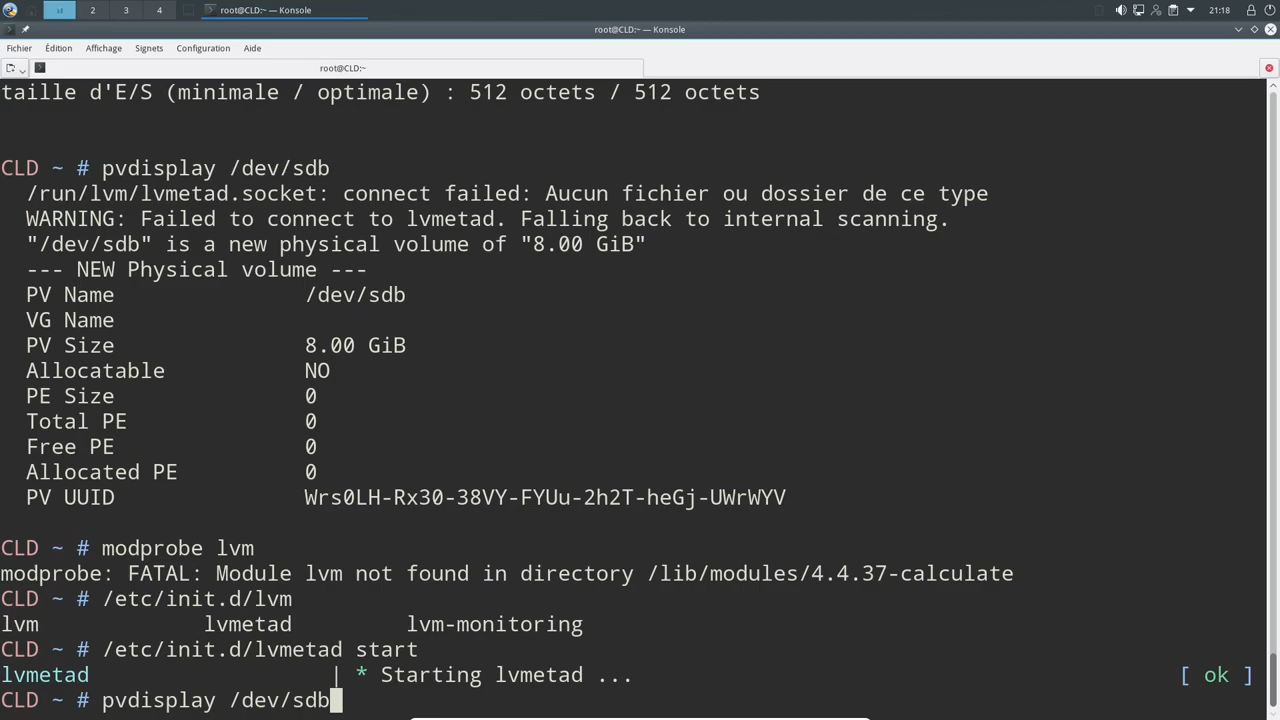 2 3 4 root@CLD:~ — Konsole 21:18
root@CLD:~ — Konsole
Fichier Édition Affichage Signets Configuration Aide
root@CLD:~
taille d'E/S (minimale / optimale) : 512 octets / 512 octets
CLD ~ # pvdisplay /dev/sdb
/run/lvm/lvmetad.socket: connect failed: Aucun fichier ou dossier de ce type
WARNING: Failed to connect to lvmetad. Falling back to internal scanning.
"/dev/sdb" is a new physical volume of "8.00 GiB"
--- NEW Physical volume ---
PV Name /dev/sdb
VG Name
PV Size 8.00 GiB
Allocatable NO
PE Size 0
Total PE 0
Free PE 0
Allocated PE 0
PV UUID Wrs0LH-Rx30-38VY-FYUu-2h2T-heGj-UWrWYV
CLD ~ # modprobe lvm
modprobe: FATAL: Module lvm not found in directory /lib/modules/4.4.37-calculate
CLD ~ # /etc/init.d/lvm
lvm lvmetad lvm-monitoring
CLD ~ # /etc/init.d/lvmetad start
lvmetad | * Starting lvmetad ... [ ok ]
CLD ~ # pvdisplay /dev/sdb